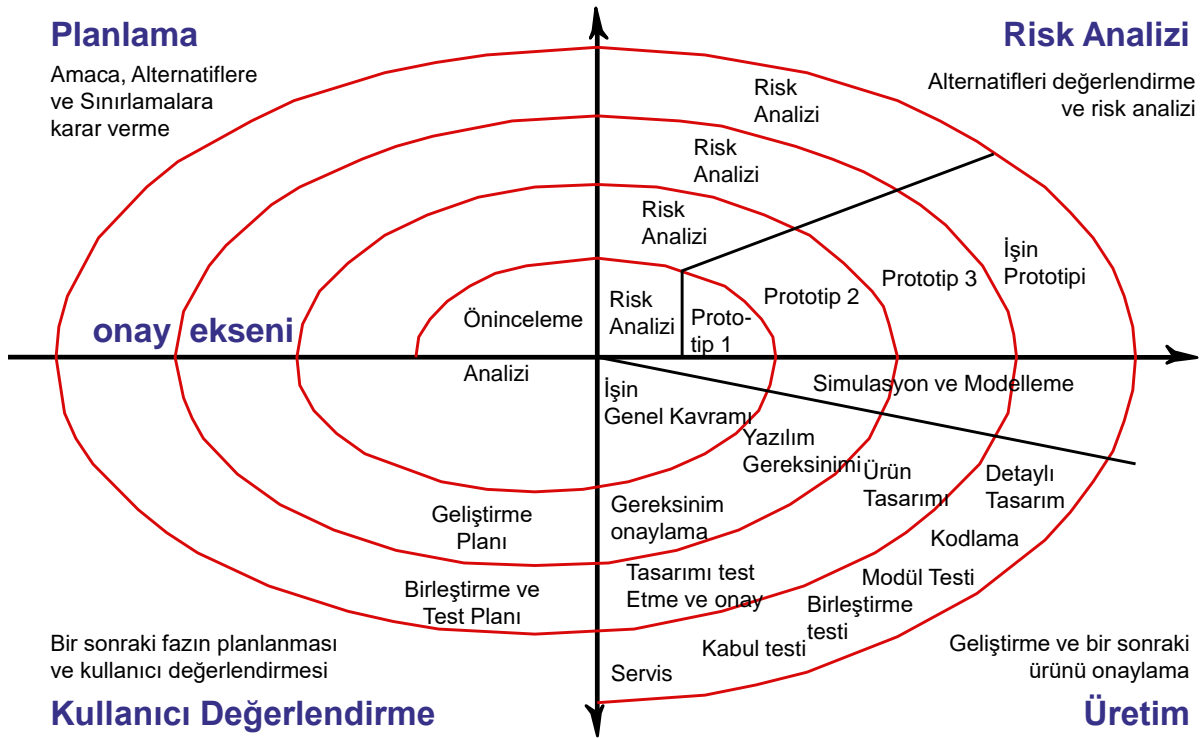 Planlama
Amaca, Alternatiflere
ve Sınırlamalara
karar verme
Risk Analizi
Alternatifleri değerlendirme
ve risk analizi
Risk
Analizi
Risk
Analizi
Risk
Analizi
Risk
Analizi
Proto-
tip 1
Prototip 2
Prototip 3
İşin
Prototipi
Öninceleme
onay ekseni
Analizi
Simulasyon ve Modelleme
İşin
Genel Kavramı
Yazılım
Gereksinimi
Ürün
Tasarımı
Detaylı
Tasarım
Geliştirme
Planı
Gereksinim
onaylama
Kodlama
Birleştirme ve
Test Planı
Tasarımı test
Etme ve onay
Modül Testi
Birleştirme
testi
Kabul testi
Servis
Bir sonraki fazın planlanması
ve kullanıcı değerlendirmesi
Kullanıcı Değerlendirme
Geliştirme ve bir sonraki
ürünü onaylama
Üretim